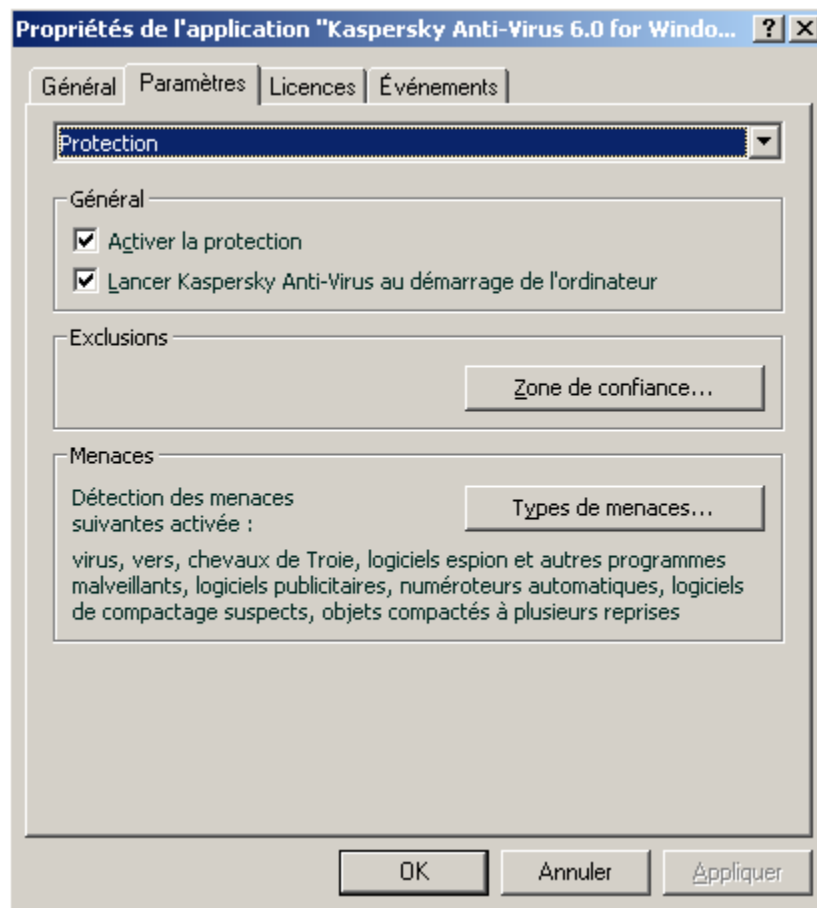 Propriétés de l'application "Kaspersky Anti-Virus 6.0 for Windo...
Général Paramètres Licences Événements
Protection
Général
Activer la protection
Lancer Kaspersky Anti-Virus au démarrage de l'ordinateur
Exclusions
Zone de confiance...
Menaces
Détection des menaces
suivantes activée :
Types de menaces...
virus, vers, chevaux de Troie, logiciels espion et autres programmes
malveillants, logiciels publicitaires, numéroteurs automatiques, logiciels
de compactage suspects, objets compactés à plusieurs reprises
OK Annuler Appliquer